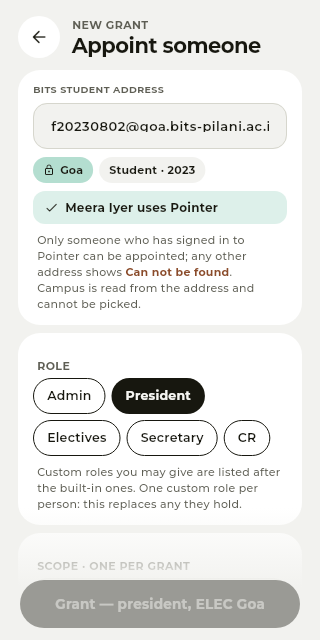 NEW GRANT
Appoint someone
BITS STUDENT ADDRESS
f20230802@goa.bits-pilani.ac.i
Goa
Student · 2023
Meera Iyer uses Pointer
Only someone who has signed in to
Pointer can be appointed; any other
address shows Can not be found.
Campus is read from the address and
cannot be picked.
ROLE
Admin
President
Electives
Secretary
CR
Custom roles you may give are listed after
the built-in ones. One custom role per
person: this replaces any they hold.
SCOPE · ONE PER GRANT
Grant — president, ELEC Goa